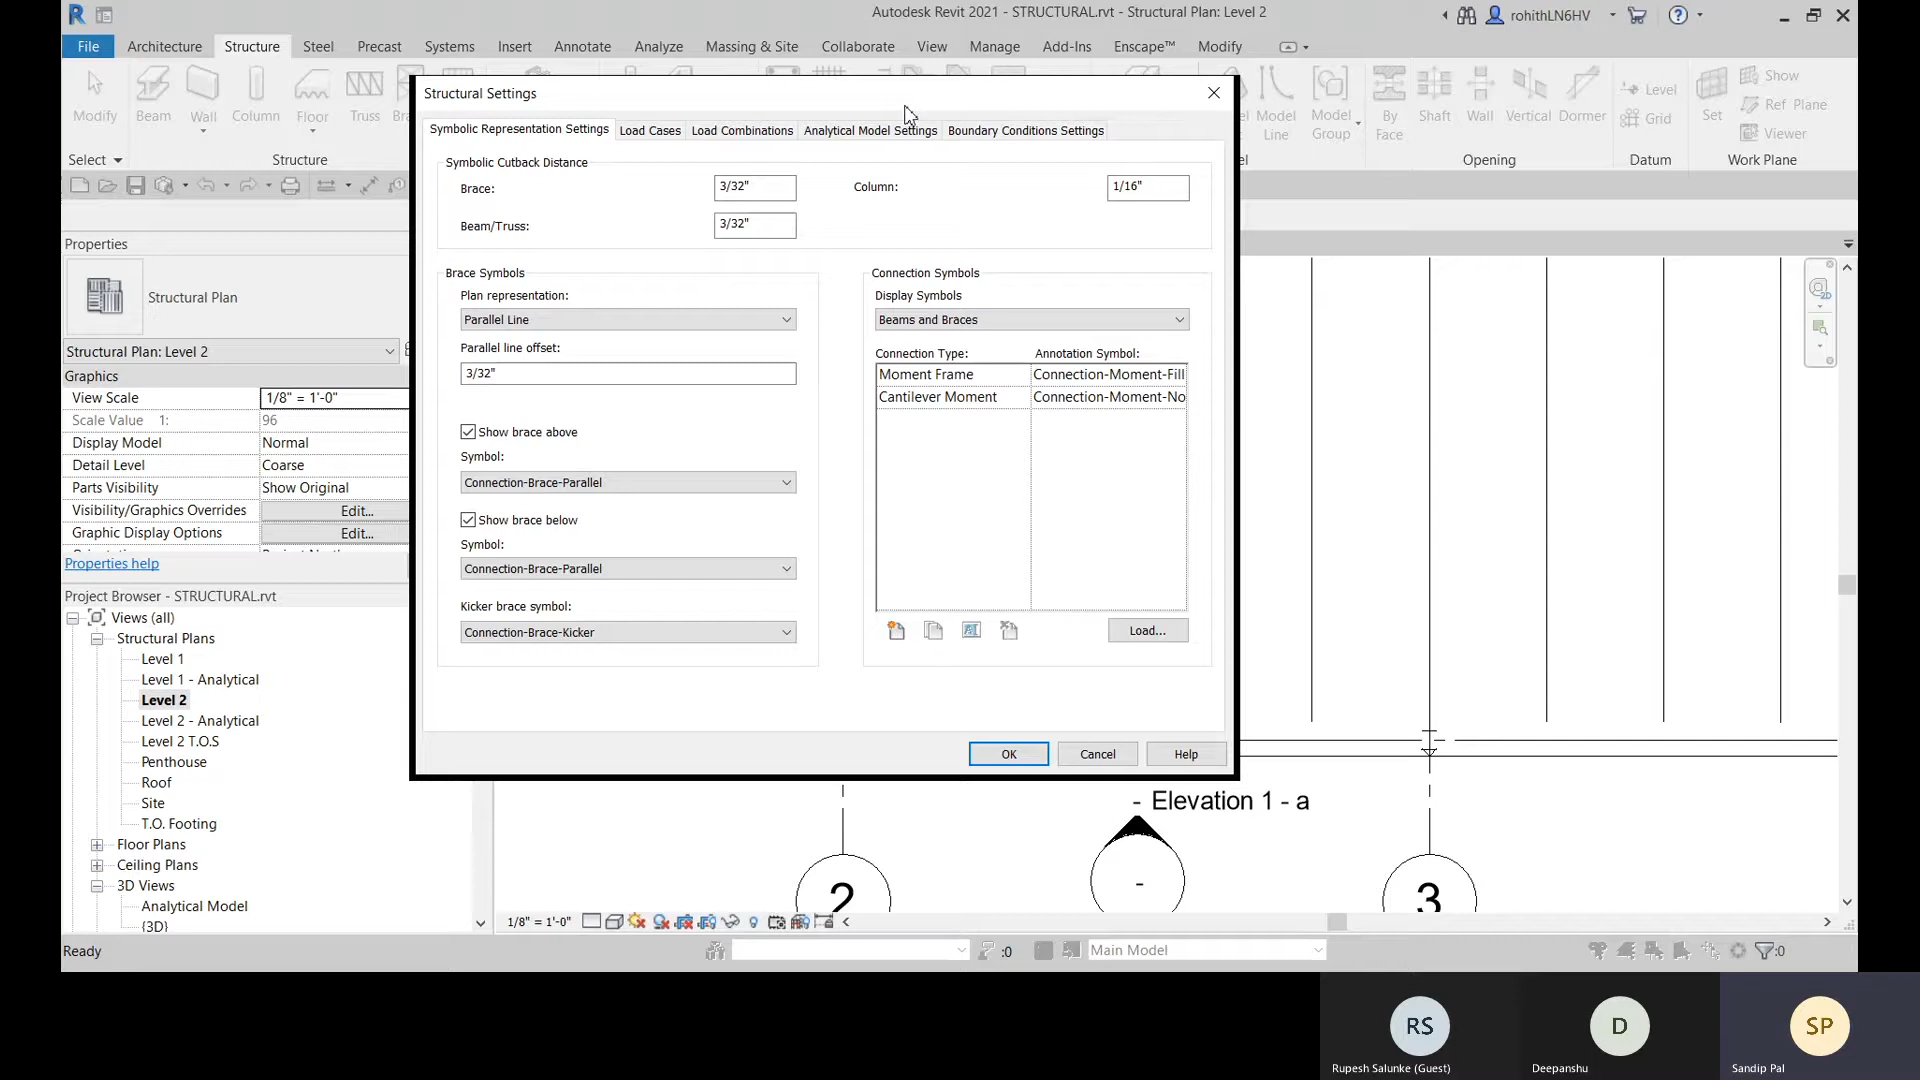 Autodesk Revit 2021 - STRUCTURAL.rvt - Structural Plan: Level 2
rohithLN6HV
File Architecture Structure Steel Precast Systems Insert Annotate Analyze Massing & Site Collaborate View Manage Add-Ins Enscape™ Modify
Modify Beam Wall Column Floor Truss
Model Line
Model Group
By Face
Shaft Wall Vertical Dormer
Level
Grid
Set
Show
Ref Plane
Viewer
Select Structure Opening Datum Work Plane
Structural Settings
Symbolic Representation Settings Load Cases Load Combinations Analytical Model Settings Boundary Conditions Settings
Symbolic Cutback Distance
Brace: 3/32" Column: 1/16"
Beam/Truss: 3/32"
Brace Symbols
Plan representation:
Parallel Line
Parallel line offset:
3/32"
Show brace above
Symbol:
Connection-Brace-Parallel
Show brace below
Symbol:
Connection-Brace-Parallel
Kicker brace symbol:
Connection-Brace-Kicker
Connection Symbols
Display Symbols
Beams and Braces
Connection Type: Annotation Symbol:
Moment Frame Connection-Moment-Fill
Cantilever Moment Connection-Moment-No
Load...
OK Cancel Help
Properties
Structural Plan
Structural Plan: Level 2
Graphics
View Scale 1/8" = 1'-0"
Scale Value 1: 96
Display Model Normal
Detail Level Coarse
Parts Visibility Show Original
Visibility/Graphics Overrides Edit...
Graphic Display Options Edit...
Properties help
Project Browser - STRUCTURAL.rvt
Views (all)
Structural Plans
Level 1
Level 1 - Analytical
Level 2
Level 2 - Analytical
Level 2 T.O.S
Penthouse
Roof
Site
T.O. Footing
Floor Plans
Ceiling Plans
3D Views
Analytical Model
{3D}
- Elevation 1 - a
2 - 3
1/8" = 1'-0"
Ready
:0
Main Model
:0
RS D SP
Rupesh Salunke (Guest) Deepanshu Sandip Pal